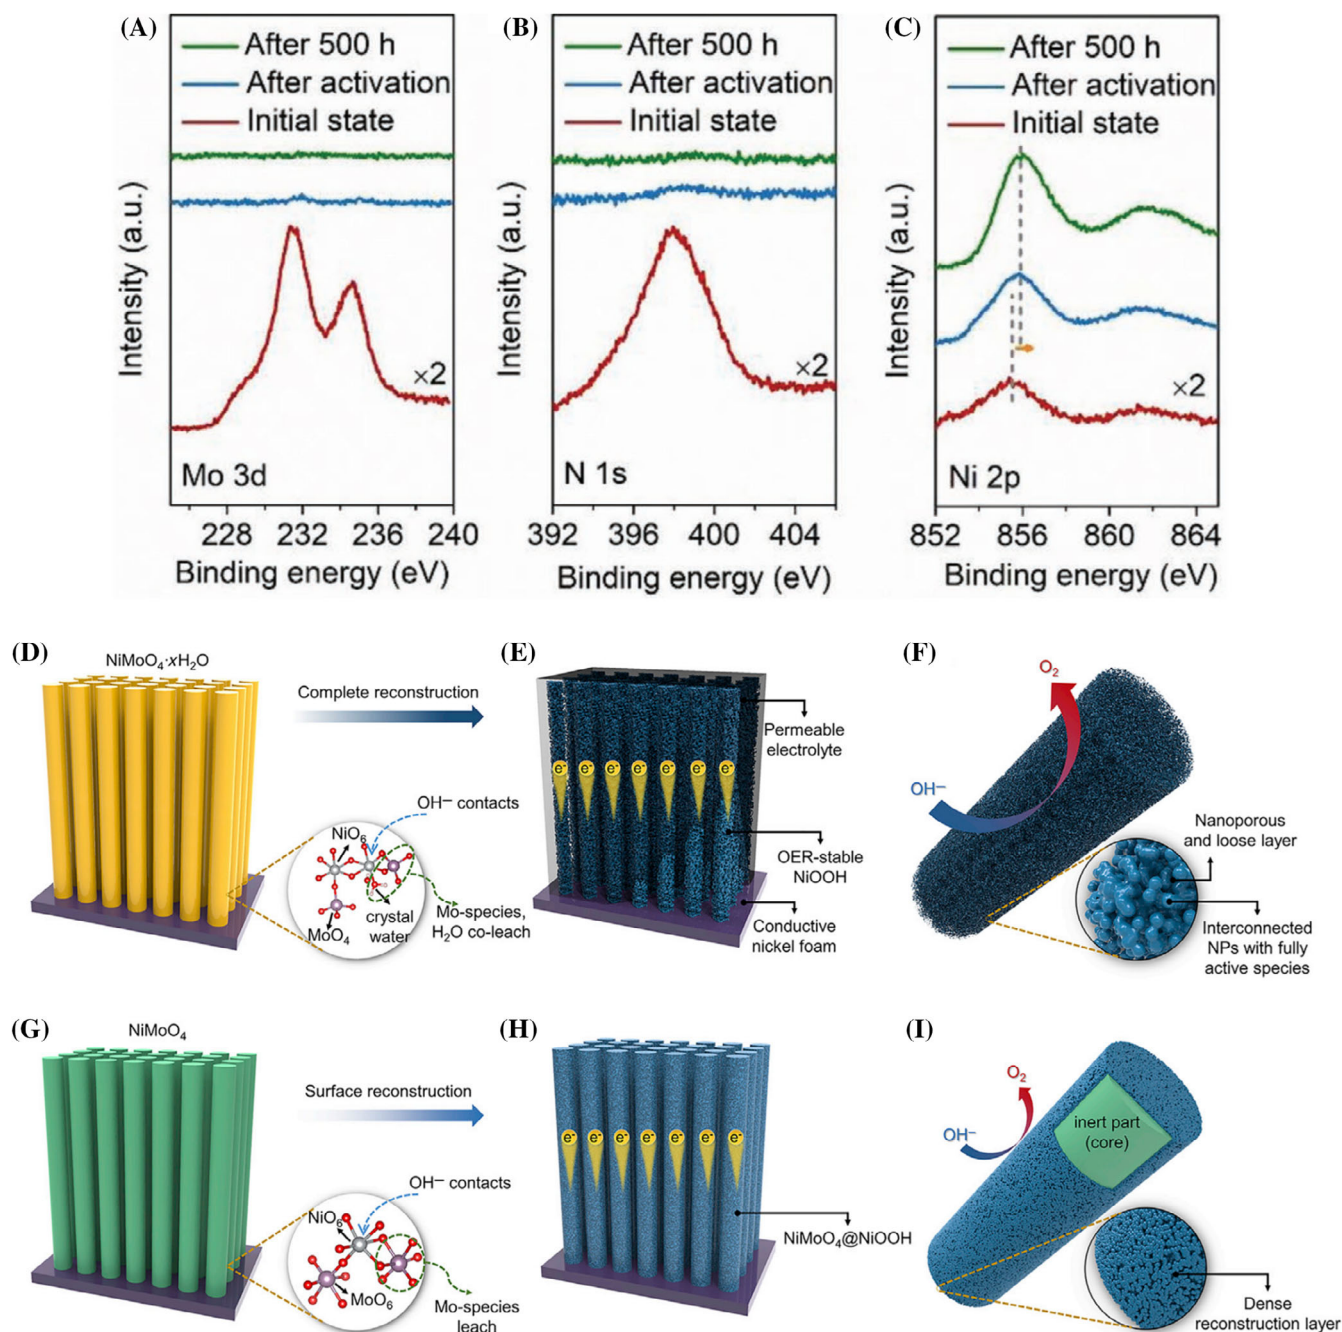 (A)
After 500 h
After activation
Initial state
Intensity (a.u.)
×2
Mo 3d
228 232 236 240
Binding energy (eV)
(B)
After 500 h
After activation
Initial state
Intensity (a.u.)
×2
N 1s
392 396 400 404
Binding energy (eV)
(C)
After 500 h
After activation
Initial state
Intensity (a.u.)
×2
Ni 2p
852 856 860 864
Binding energy (eV)
(D)
NiMoO₄·xH₂O
Complete reconstruction
OH⁻ contacts
NiO₆
crystal
water
MoO₄
Mo-species,
H₂O co-leach
(E)
e⁻ e⁻ e⁻ e⁻ e⁻ e⁻ e⁻
Permeable
electrolyte
OER-stable
NiOOH
Conductive
nickel foam
(F)
O₂
OH⁻
Nanoporous
and loose layer
Interconnected
NPs with fully
active species
(G)
NiMoO₄
Surface reconstruction
OH⁻ contacts
NiO₆
MoO₆
Mo-species
leach
(H)
e⁻ e⁻ e⁻ e⁻ e⁻ e⁻ e⁻
NiMoO₄@NiOOH
(I)
O₂
OH⁻
inert part
(core)
Dense
reconstruction layer